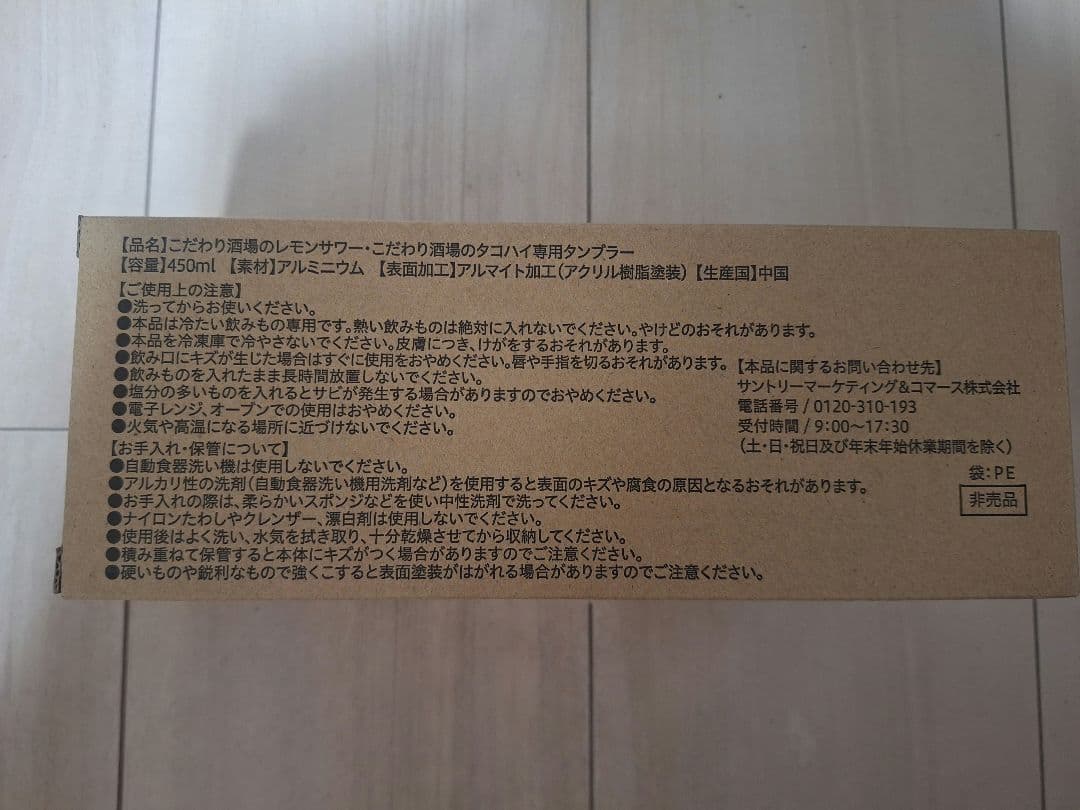 【品名】こだわり酒場のレモンサワー・こだわり酒場のタコハイ専用タンブラー
【容量】450ml 【素材】アルミニウム 【表面加工】アルマイト加工(アクリル樹脂塗装) 【生産国】中国
【ご使用上の注意】
●洗ってからお使いください。
●本品は冷たい飲みもの専用です。熱い飲みものは絶対に入れないでください。やけどのおそれがあります。
●本品を冷凍庫で冷やさないでください。皮膚につき、けがをするおそれがあります。
●飲み口にキズが生じた場合はすぐに使用をおやめください。唇や手指を切るおそれがあります。
●飲みものを入れたまま長時間放置しないでください。
●塩分の多いものを入れるとサビが発生する場合がありますのでおやめください。
●電子レンジ、オーブンでの使用はおやめください。
●火気や高温になる場所に近づけないでください。
【お手入れ・保管について】
●自動食器洗い機は使用しないでください。
●アルカリ性の洗剤(自動食器洗い機用洗剤など)を使用すると表面のキズや腐食の原因となるおそれがあります。
●お手入れの際は、柔らかいスポンジなどを使い中性洗剤で洗ってください。
●ナイロンたわしやクレンザー、漂白剤は使用しないでください。
●使用後はよく洗い、水気を拭き取り、十分乾燥させてから収納してください。
●積み重ねて保管すると本体にキズがつく場合がありますのでご注意ください。
●硬いものや鋭利なもので強くこすると表面塗装がはがれる場合がありますのでご注意ください。
【本品に関するお問い合わせ先】
サントリーマーケティング&コマース株式会社
電話番号 / 0120-310-193
受付時間 / 9:00~17:30
(土・日・祝日及び年末年始休業期間を除く)
袋:PE
非売品